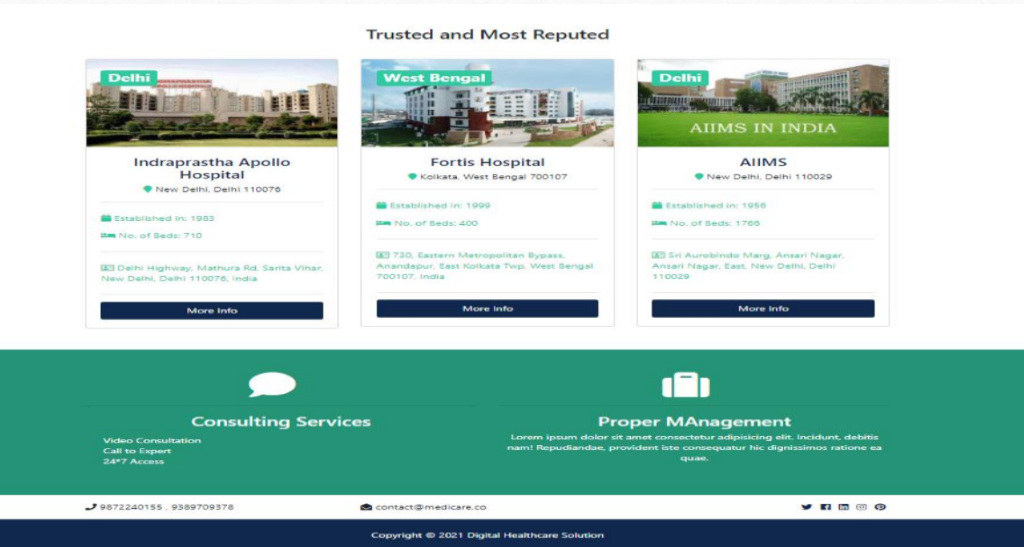 Trusted and Most Reputed
Delhi
Indraprastha Apollo
Hospital
New Delhi, Delhi 110076
Established in: 1983
No. of Beds: 710
Delhi Highway, Mathura Rd, Sarita Vihar,
New Delhi, Delhi 110076, India
More Info
West Bengal
Fortis Hospital
Kolkata, West Bengal 700107
Established in: 1999
No. of Beds: 400
730, Eastern Metropolitan Bypass,
Anandapur, East Kolkata Twp, West Bengal
700107, India
More Info
Delhi
AIIMS IN INDIA
AIIMS
New Delhi, Delhi 110029
Established in: 1956
No. of Beds: 1766
Sri Aurobindo Marg, Ansari Nagar,
Ansari Nagar, East, New Delhi, Delhi
110029
More Info
Consulting Services
Video Consultation
Call to Expert
24*7 Access
Proper MAnagement
Lorem ipsum dolor sit amet consectetur adipisicing elit. Incidunt, debitis
nam! Repudiandae, provident iste consequatur hic dignissimos ratione ea
quae.
9872240155 , 9389709378
contact@medicare.co
Copyright © 2021 Digital Healthcare Solution